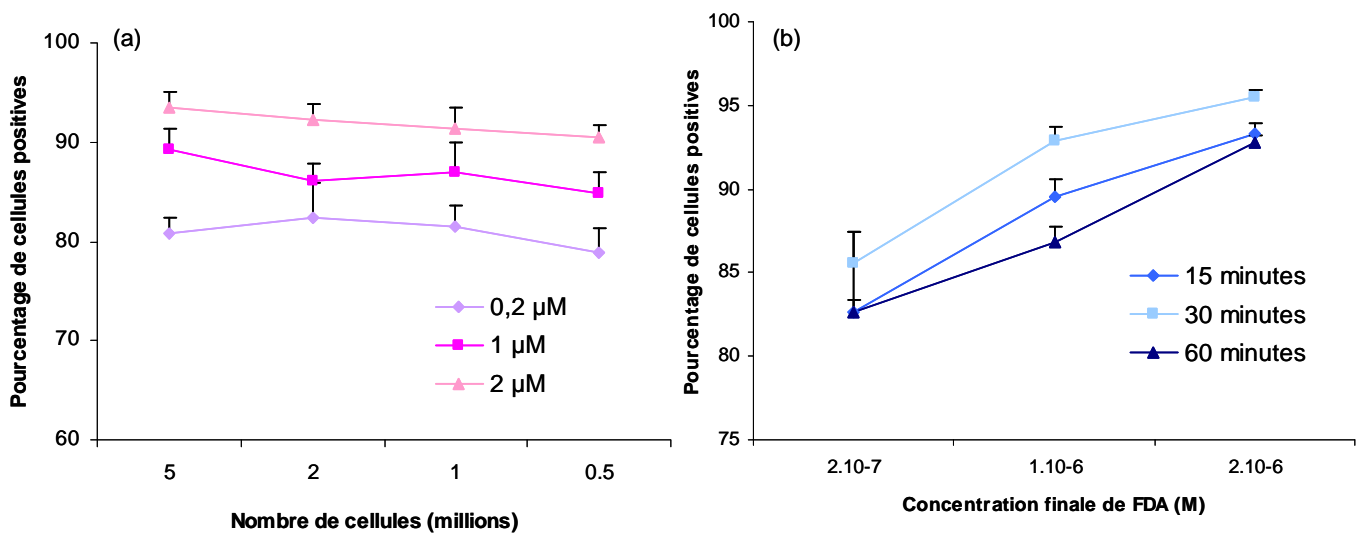 (a)
100
90
80
70
60
Pourcentage de cellules positives
5 2 1 0.5
Nombre de cellules (millions)
0,2 µM
1 µM
2 µM
(b)
100
95
90
85
80
75
Pourcentage de cellules positives
2.10-7 1.10-6 2.10-6
Concentration finale de FDA (M)
15 minutes
30 minutes
60 minutes